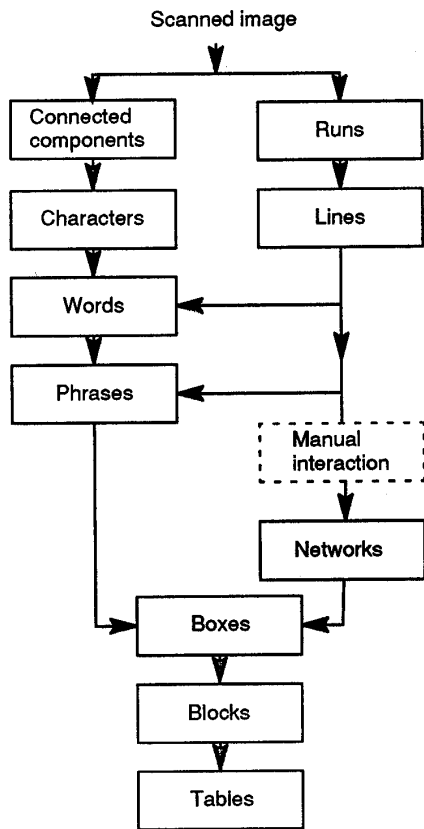 Scanned image
Connected
components
Runs
Characters
Lines
Words
Phrases
Manual
interaction
Networks
Boxes
Blocks
Tables